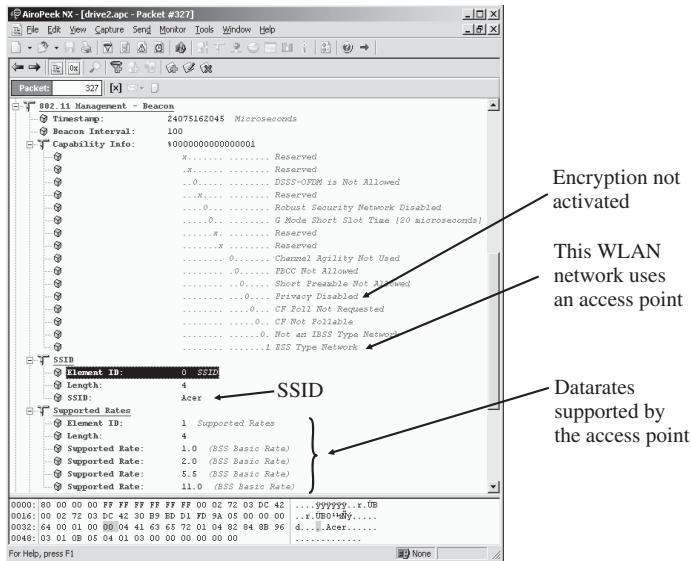 AiroPeek NX - [drive2.apc - Packet #327]
File Edit View Capture Send Monitor Tools Window Help
Packet: 327
802.11 Management - Beacon
Timestamp: 24075162045 Microseconds
Beacon Interval: 100
Capability Info: %0000000000000001
x....... ........ Reserved
.x...... ........ Reserved
..0..... ........ DSSS-OFDM is Not Allowed
...x.... ........ Reserved
....0... ........ Robust Security Network Disabled
.....0.. ........ G Mode Short Slot Time [20 microseconds]
......x. ........ Reserved
.......x ........ Reserved
........ 0....... Channel Agility Not Used
........ .0...... PBCC Not Allowed
........ ..0..... Short Preamble Not Allowed
........ ...0.... Privacy Disabled
........ ....0... CF Poll Not Requested
........ .....0.. CF Not Pollable
........ ......0. Not an IBSS Type Network
........ .......1 ESS Type Network
SSID
Element ID: 0 SSID
Length: 4
SSID: Acer
Supported Rates
Element ID: 1 Supported Rates
Length: 4
Supported Rate: 1.0 (BSS Basic Rate)
Supported Rate: 2.0 (BSS Basic Rate)
Supported Rate: 5.5 (BSS Basic Rate)
Supported Rate: 11.0 (BSS Basic Rate)
0000: 80 00 00 00 FF FF FF FF FF FF 00 02 72 03 DC 42 ....ÿÿÿÿÿÿ..r.ÜB
0016: 00 02 72 03 DC 42 30 B9 ED D1 FD 9A 05 00 00 00
0032: 64 00 01 00 00 04 41 63 65 72 01 04 82 84 8B 96 d.....Acer......
0048: 03 01 0B 05 04 01 03 00 00 00 00 00 00 .............
For Help, press F1
None
Encryption not
activated
This WLAN
network uses
an access point
SSID
Datarates
supported by
the access point